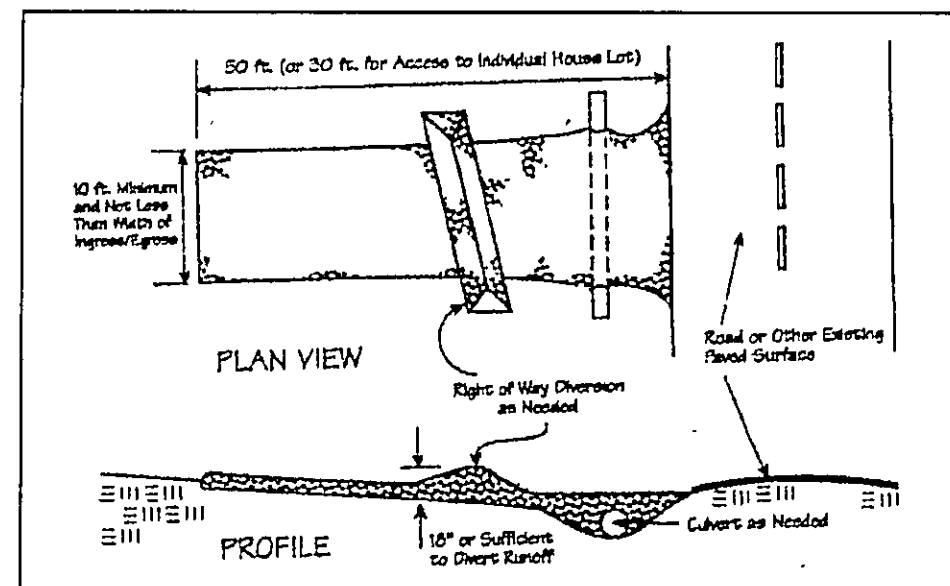 50 ft. (or 30 ft. for Access to Individual House Lot)
10 ft. Minimum
and Not Less
Than Width of
Ingress/Egress
PLAN VIEW
Road or Other Existing
Paved Surface
Right of Way Diversion
as Needed
18" or Sufficient
to Divert Runoff
Culvert as Needed
PROFILE